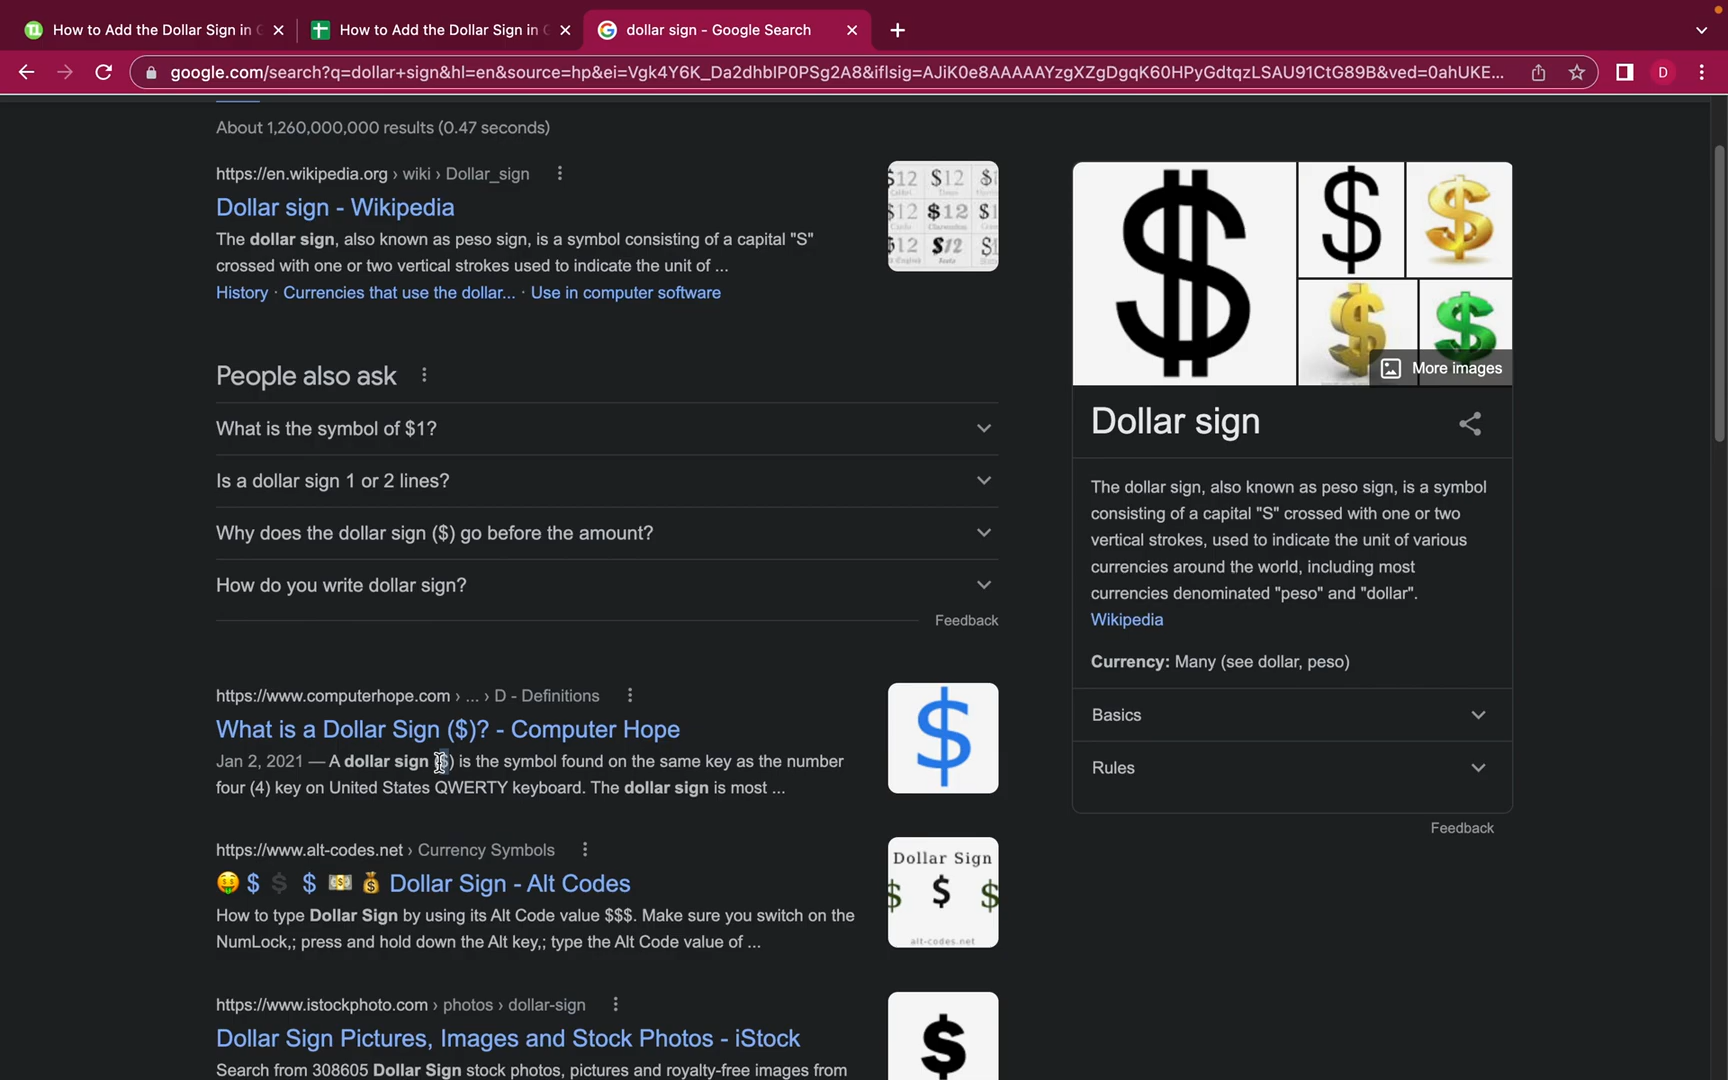 How to Add the Dollar Sign in
How to Add the Dollar Sign in
dollar sign - Google Search
google.com/search?q=dollar+sign&hl=en&source=hp&ei=Vgk4Y6K_Da2dhbIP0PSg2A8&iflsig=AJiK0e8AAAAAYzgXZgDgqK60HPyGdtqzLSAU91CtG89B&ved=0ahUKE...
D
About 1,260,000,000 results (0.47 seconds)
https://en.wikipedia.org › wiki › Dollar_sign
Dollar sign - Wikipedia
The dollar sign, also known as peso sign, is a symbol consisting of a capital "S"
crossed with one or two vertical strokes used to indicate the unit of ...
History · Currencies that use the dollar... · Use in computer software
$12 $12
$12 $12
$12
People also ask
What is the symbol of $1?
Is a dollar sign 1 or 2 lines?
Why does the dollar sign ($) go before the amount?
How do you write dollar sign?
Feedback
https://www.computerhope.com › ... › D - Definitions
What is a Dollar Sign ($)? - Computer Hope
Jan 2, 2021 — A dollar sign ($) is the symbol found on the same key as the number
four (4) key on United States QWERTY keyboard. The dollar sign is most ...
$
https://www.alt-codes.net › Currency Symbols
🤑 $ $ $ 💵 💰 Dollar Sign - Alt Codes
How to type Dollar Sign by using its Alt Code value $$$. Make sure you switch on the
NumLock,; press and hold down the Alt key,; type the Alt Code value of ...
Dollar Sign
$ $ $
alt-codes.net
https://www.istockphoto.com › photos › dollar-sign
Dollar Sign Pictures, Images and Stock Photos - iStock
Search from 308605 Dollar Sign stock photos, pictures and royalty-free images from
$
$ $ $
$ $
More images
Dollar sign
The dollar sign, also known as peso sign, is a symbol
consisting of a capital "S" crossed with one or two
vertical strokes, used to indicate the unit of various
currencies around the world, including most
currencies denominated "peso" and "dollar".
Wikipedia
Currency: Many (see dollar, peso)
Basics
Rules
Feedback